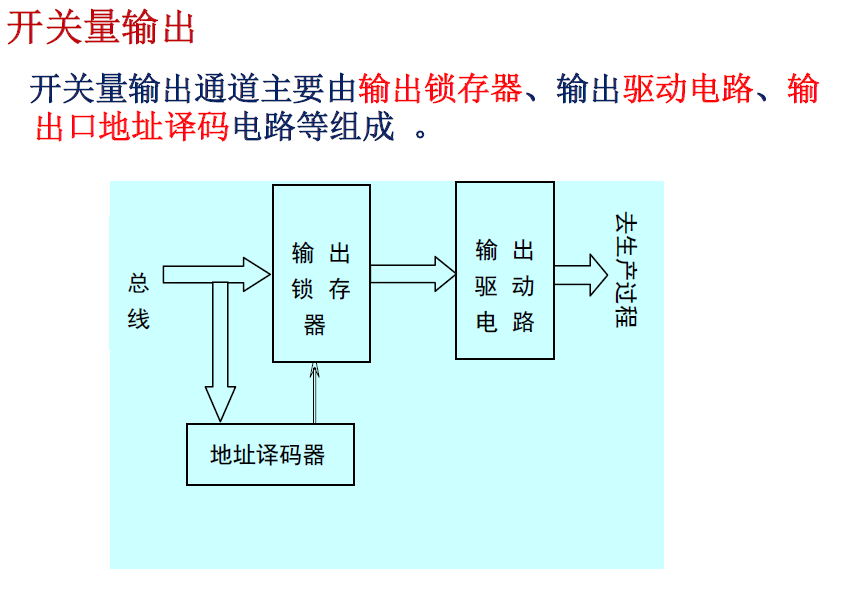 开关量输出
开关量输出通道主要由输出锁存器、输出驱动电路、输
出口地址译码电路等组成 。
总
线
输 出
锁 存
器
输 出
驱 动
电 路
去生产过程
地址译码器